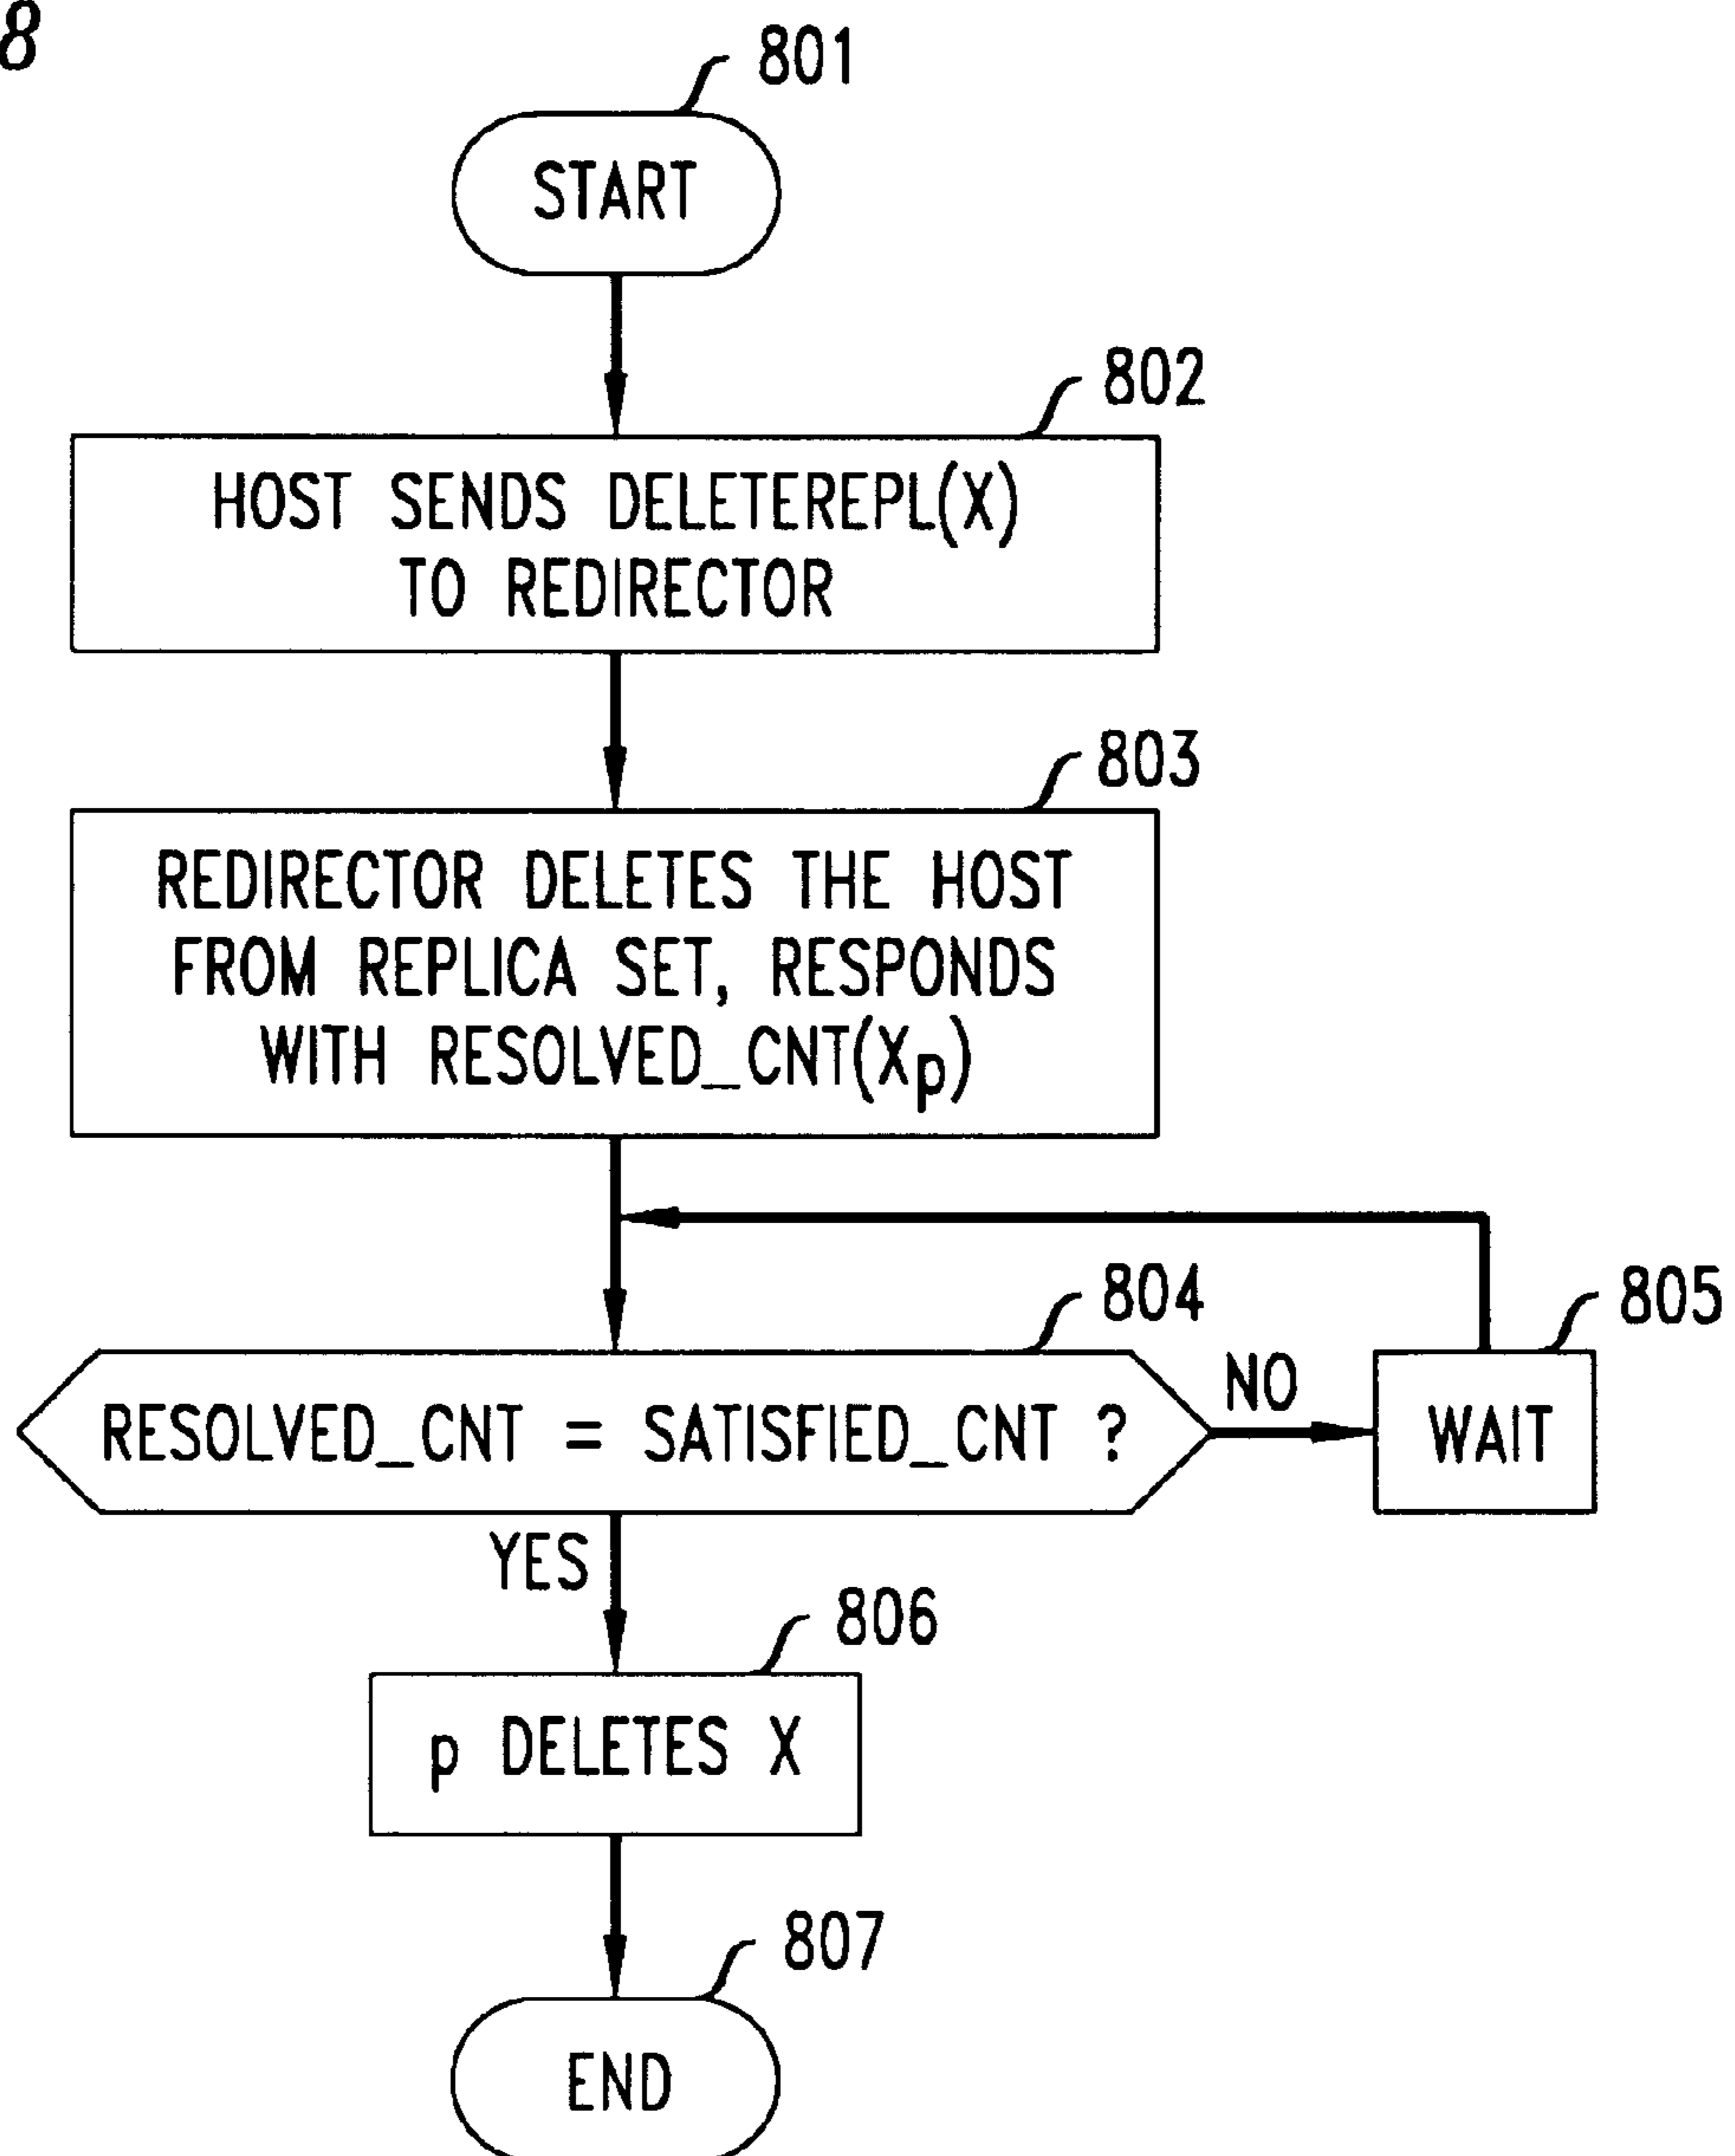 8
801
START
802
HOST SENDS DELETEREPL(X)
TO REDIRECTOR
803
REDIRECTOR DELETES THE HOST
FROM REPLICA SET, RESPONDS
WITH RESOLVED_CNT(Xp)
804
805
RESOLVED_CNT = SATISFIED_CNT ?
NO
WAIT
YES
806
p DELETES X
807
END